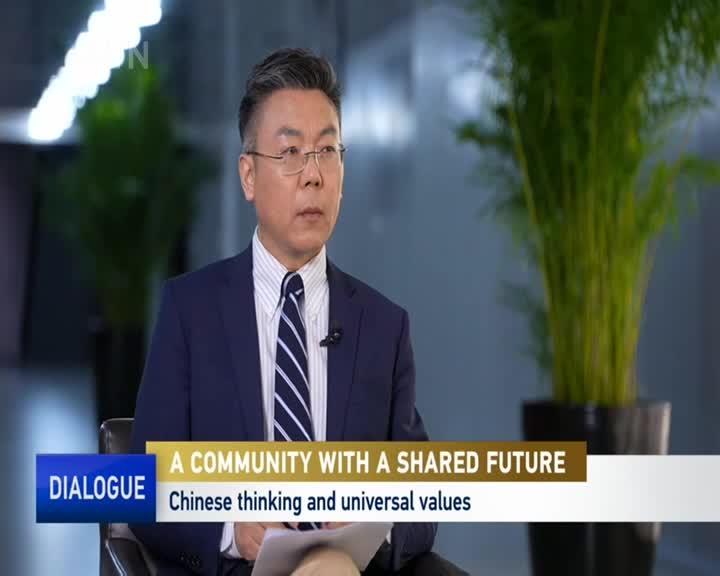 A COMMUNITY WITH A SHARED FUTURE
DIALOGUE
Chinese thinking and universal values